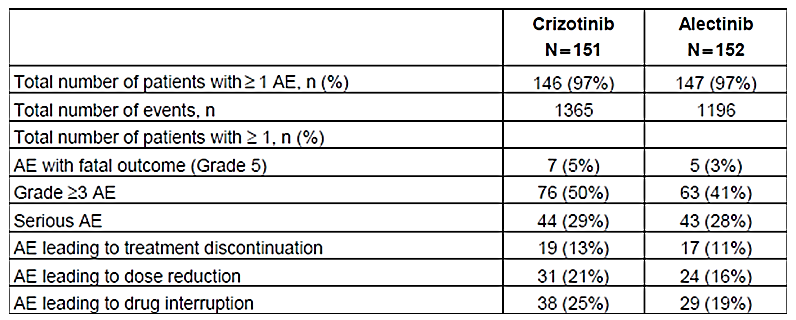 Crizotinib Alectinib
N=151 N=152
Total number of patients with ≥ 1 AE, n (%) 146 (97%) 147 (97%)
Total number of events, n 1365 1196
Total number of patients with ≥ 1, n (%)
AE with fatal outcome (Grade 5) 7 (5%) 5 (3%)
Grade ≥3 AE 76 (50%) 63 (41%)
Serious AE 44 (29%) 43 (28%)
AE leading to treatment discontinuation 19 (13%) 17 (11%)
AE leading to dose reduction 31 (21%) 24 (16%)
AE leading to drug interruption 38 (25%) 29 (19%)